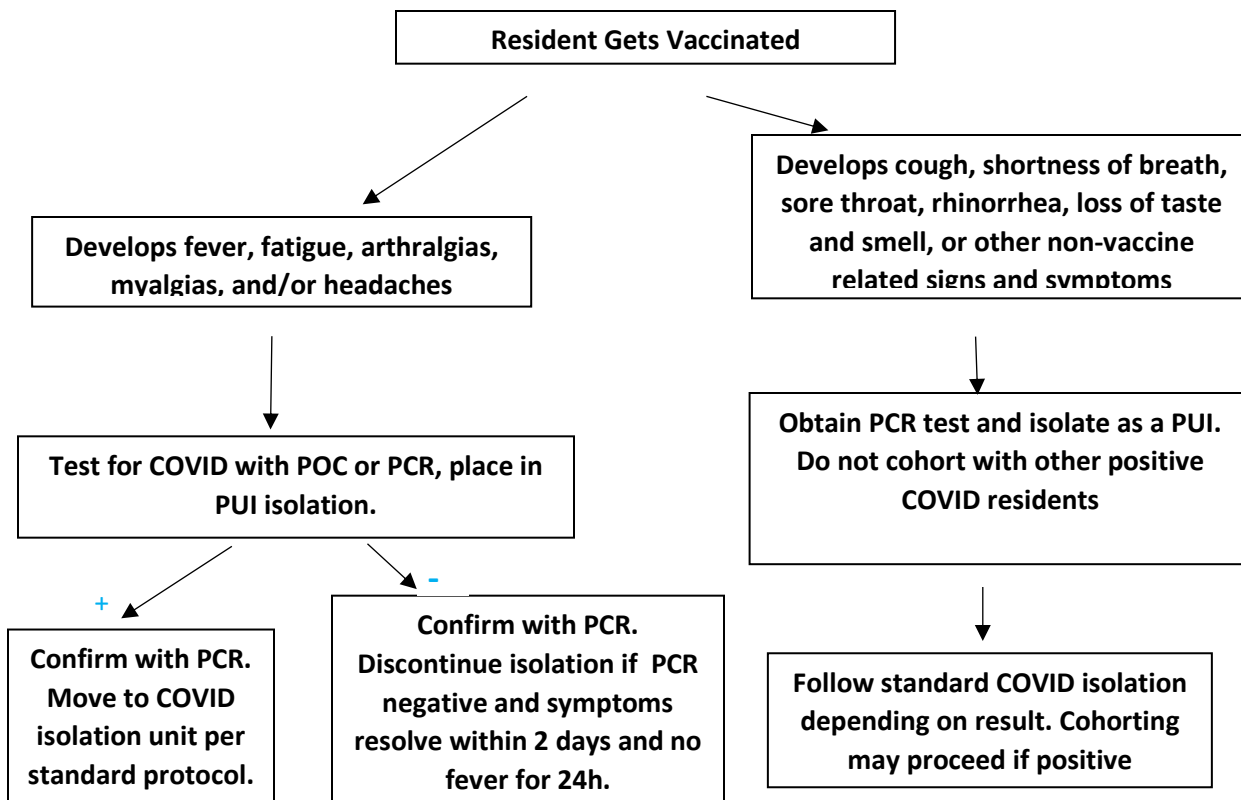 Resident Gets Vaccinated
Develops fever, fatigue, arthralgias,
myalgias, and/or headaches
Develops cough, shortness of breath,
sore throat, rhinorrhea, loss of taste
and smell, or other non-vaccine
related signs and symptoms
Test for COVID with POC or PCR, place in
PUI isolation.
Obtain PCR test and isolate as a PUI.
Do not cohort with other positive
COVID residents
+
-
Confirm with PCR.
Move to COVID
isolation unit per
standard protocol.
Confirm with PCR.
Discontinue isolation if PCR
negative and symptoms
resolve within 2 days and no
fever for 24h.
Follow standard COVID isolation
depending on result. Cohorting
may proceed if positive